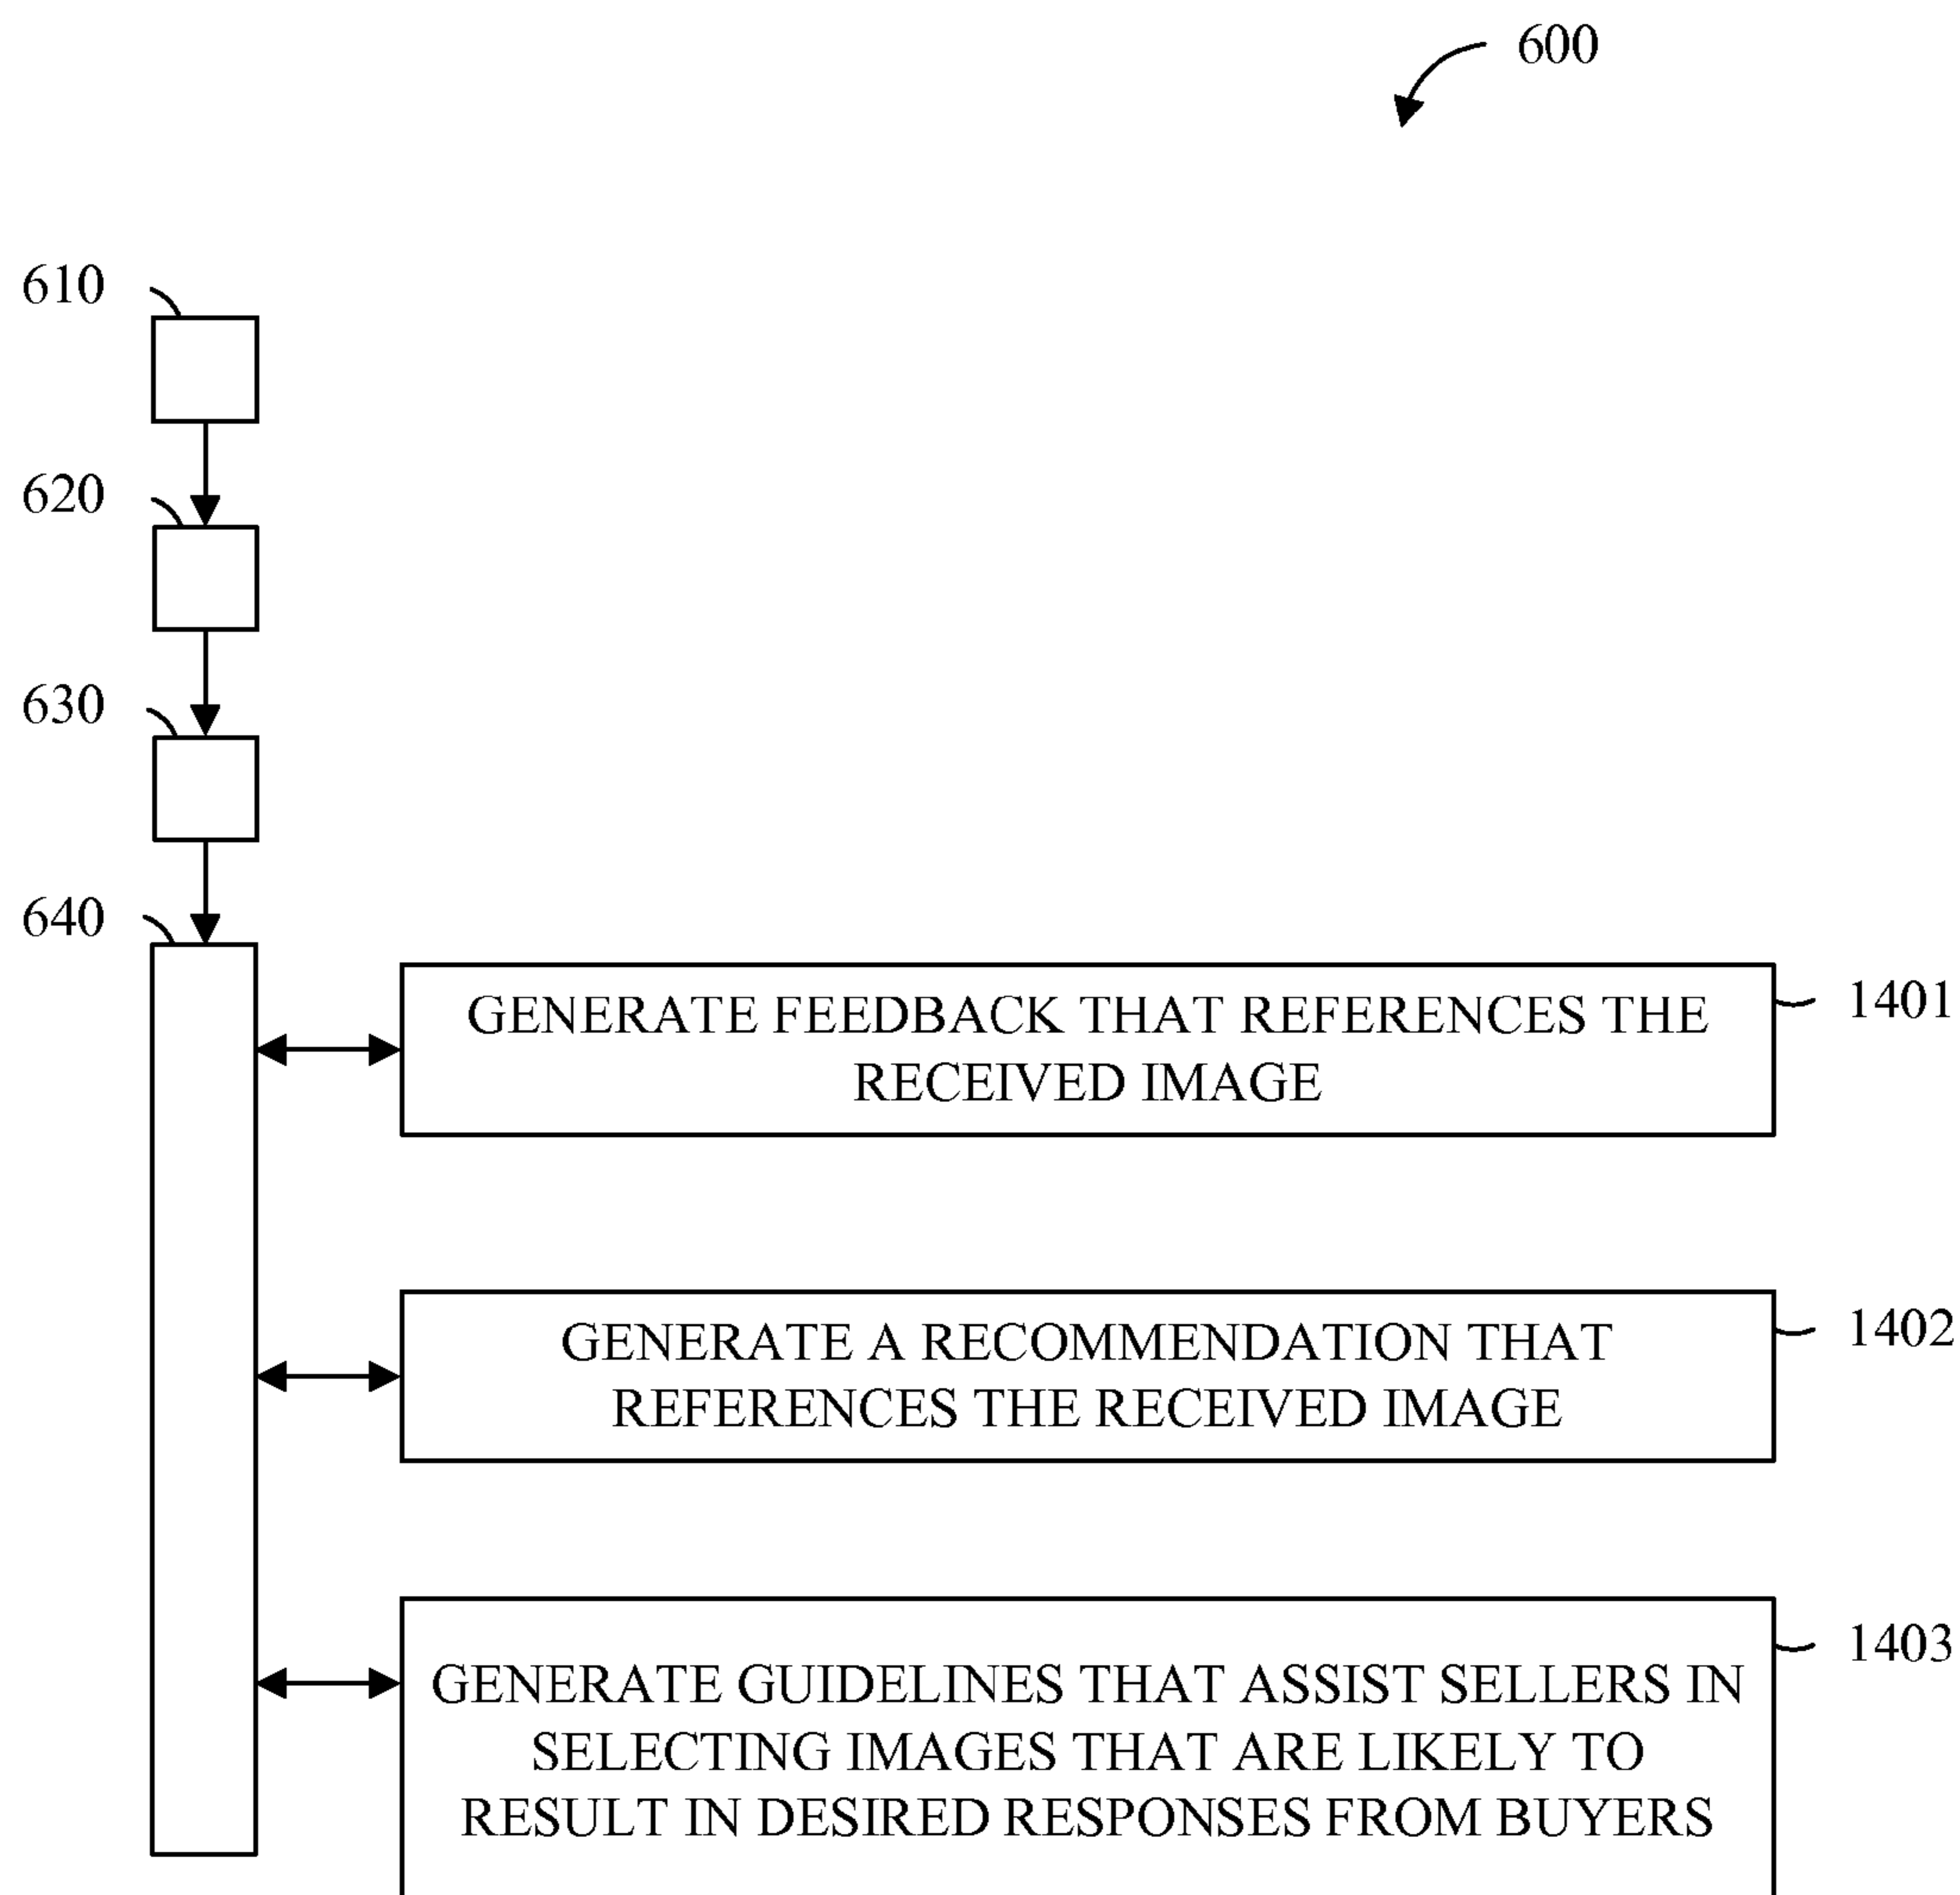 600
610
620
630
640
GENERATE FEEDBACK THAT REFERENCES THE
RECEIVED IMAGE
1401
GENERATE A RECOMMENDATION THAT
REFERENCES THE RECEIVED IMAGE
1402
GENERATE GUIDELINES THAT ASSIST SELLERS IN
SELECTING IMAGES THAT ARE LIKELY TO
RESULT IN DESIRED RESPONSES FROM BUYERS
1403